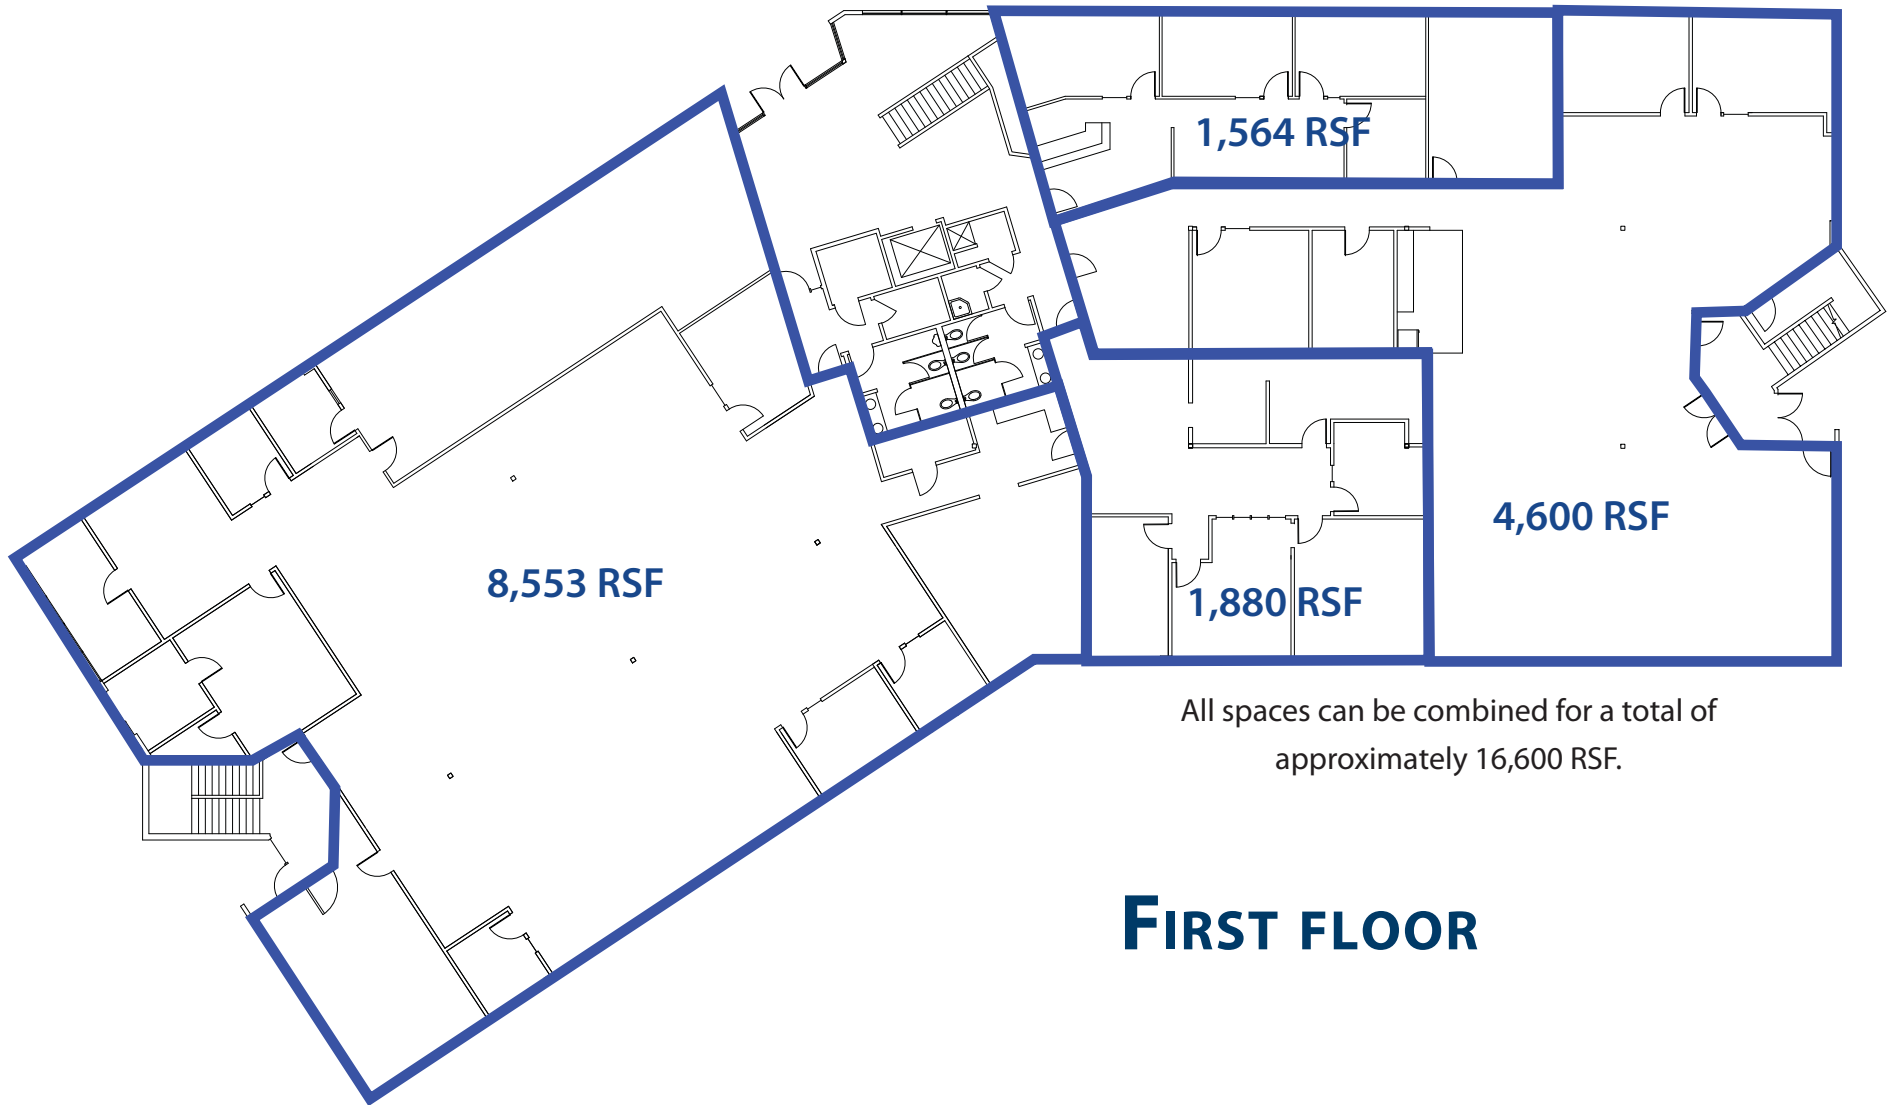 1,564 RSF
4,600 RSF
8,553 RSF
1,880 RSF
All spaces can be combined for a total of
approximately 16,600 RSF.
First floor